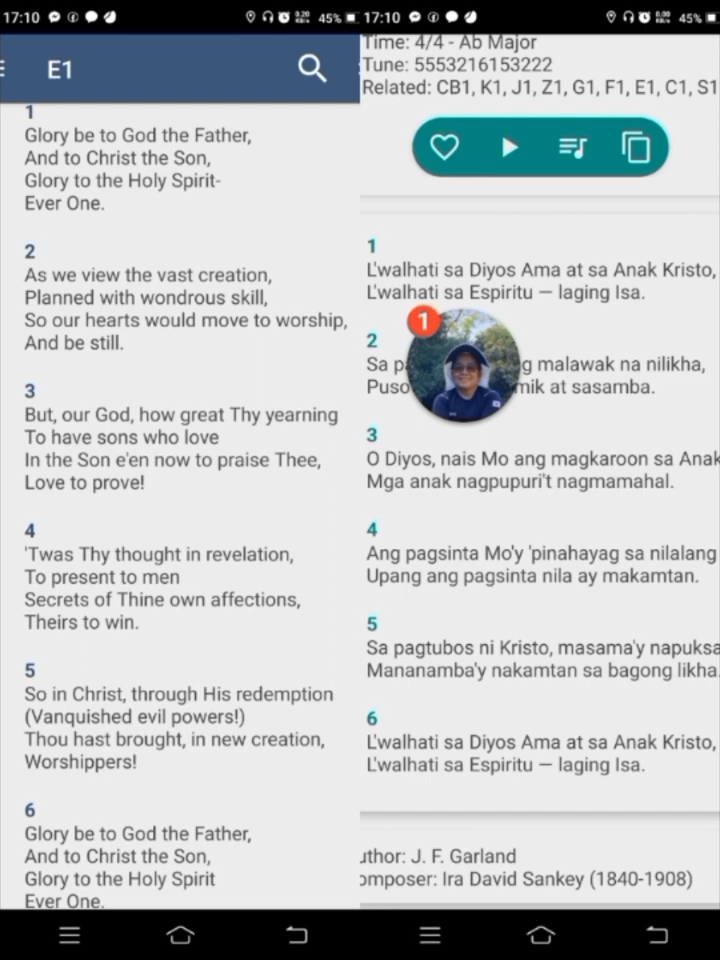 17:10
0.20 KB/s
45%
E1
1
Glory be to God the Father,
And to Christ the Son,
Glory to the Holy Spirit-
Ever One.
2
As we view the vast creation,
Planned with wondrous skill,
So our hearts would move to worship,
And be still.
3
But, our God, how great Thy yearning
To have sons who love
In the Son e'en now to praise Thee,
Love to prove!
4
'Twas Thy thought in revelation,
To present to men
Secrets of Thine own affections,
Theirs to win.
5
So in Christ, through His redemption
(Vanquished evil powers!)
Thou hast brought, in new creation,
Worshippers!
6
Glory be to God the Father,
And to Christ the Son,
Glory to the Holy Spirit
Ever One.
17:10
45%
Time: 4/4 - Ab Major
Tune: 5553216153222
Related: CB1, K1, J1, Z1, G1, F1, E1, C1, S1
1
L'walhati sa Diyos Ama at sa Anak Kristo,
L'walhati sa Espiritu — laging Isa.
1
2
Sa malawak na nilikha,
Puso at sasamba.
3
O Diyos, nais Mo ang magkaroon sa Anak
Mga anak nagpupuri't nagmamahal.
4
Ang pagsinta Mo'y 'pinahayag sa nilalang
Upang ang pagsinta nila ay makamtan.
5
Sa pagtubos ni Kristo, masama'y napuksa
Mananamba'y nakamtan sa bagong likha.
6
L'walhati sa Diyos Ama at sa Anak Kristo,
L'walhati sa Espiritu — laging Isa.
uthor: J. F. Garland
omposer: Ira David Sankey (1840-1908)